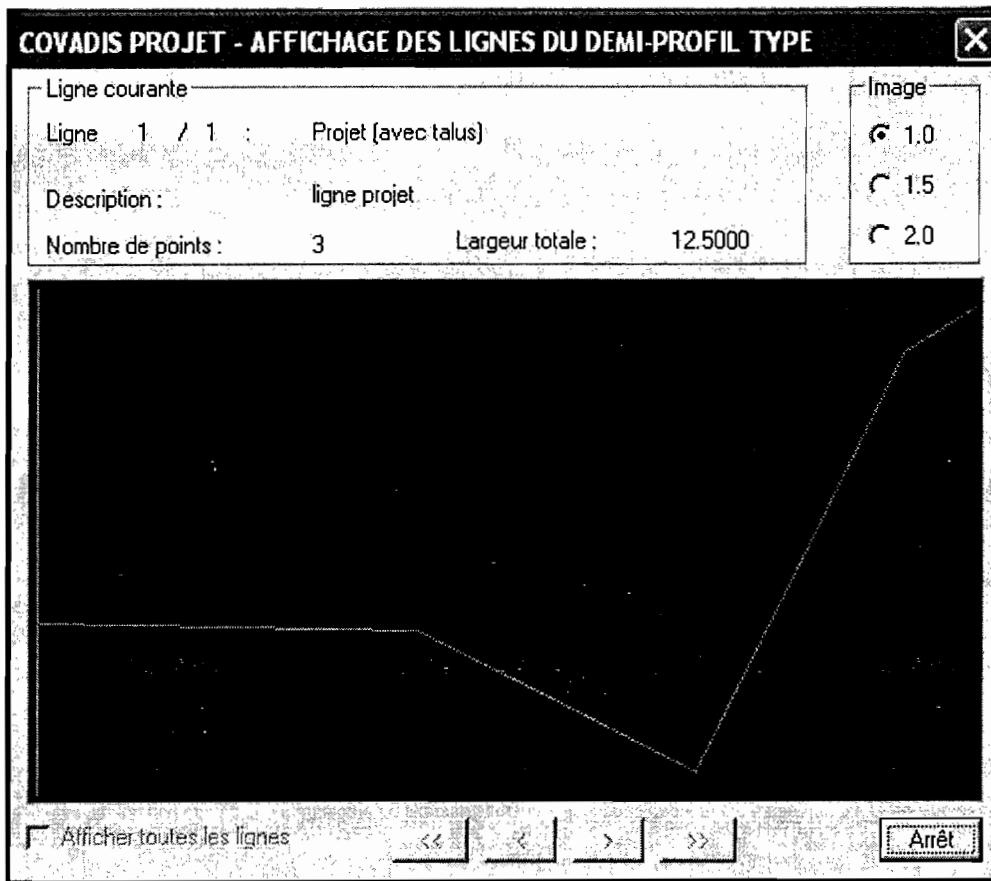 COVADIS PROJET - AFFICHAGE DES LIGNES DU DEMI-PROFIL TYPE
Ligne courante
Ligne 1 / 1 : Projet (avec talus)
Description : ligne projet
Nombre de points : 3 Largeur totale : 12.5000
Image
1.0
1.5
2.0
Afficher toutes les lignes
<< < > >>
Arrêt